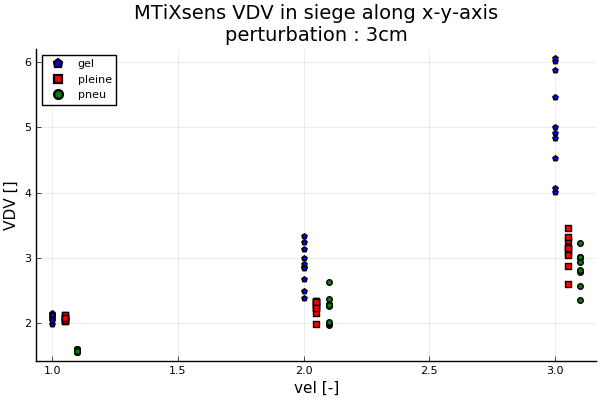 MTiXsens VDV in siege along x-y-axis
perturbation : 3cm
gel
pleine
pneu
VDV []
6
5
4
3
2
1.0 1.5 2.0 2.5 3.0
vel [-]